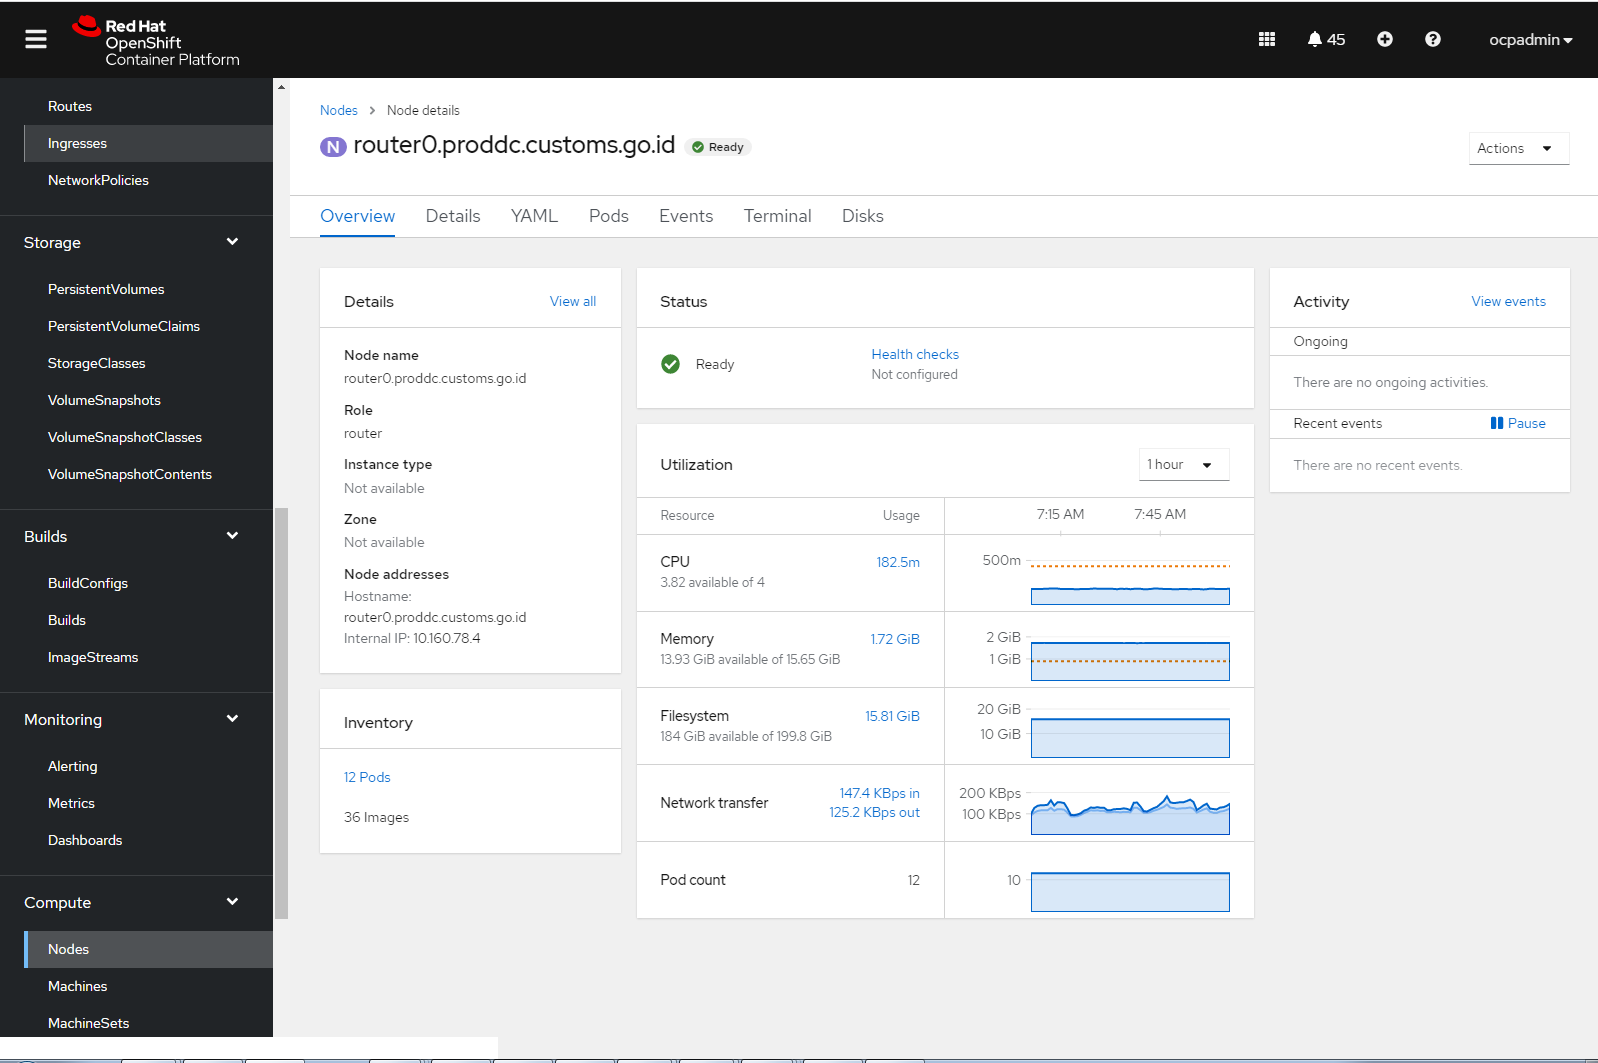 Red Hat
OpenShift
Container Platform
45
ocpadmin
Routes
Ingresses
NetworkPolicies
Storage
PersistentVolumes
PersistentVolumeClaims
StorageClasses
VolumeSnapshots
VolumeSnapshotClasses
VolumeSnapshotContents
Builds
BuildConfigs
Builds
ImageStreams
Monitoring
Alerting
Metrics
Dashboards
Compute
Nodes
Machines
MachineSets
Nodes > Node details
N router0.proddc.customs.go.id Ready
Actions
Overview Details YAML Pods Events Terminal Disks
Details View all
Node name
router0.proddc.customs.go.id
Role
router
Instance type
Not available
Zone
Not available
Node addresses
Hostname:
router0.proddc.customs.go.id
Internal IP: 10.160.78.4
Inventory
12 Pods
36 Images
Status
Ready
Health checks
Not configured
Utilization 1 hour
Resource Usage 7:15 AM 7:45 AM
CPU 182.5m 500m
3.82 available of 4
Memory 1.72 GiB 2 GiB
13.93 GiB available of 15.65 GiB 1 GiB
Filesystem 15.81 GiB 20 GiB
184 GiB available of 199.8 GiB 10 GiB
Network transfer 147.4 KBps in 200 KBps
125.2 KBps out 100 KBps
Pod count 12 10
Activity View events
Ongoing
There are no ongoing activities.
Recent events Pause
There are no recent events.